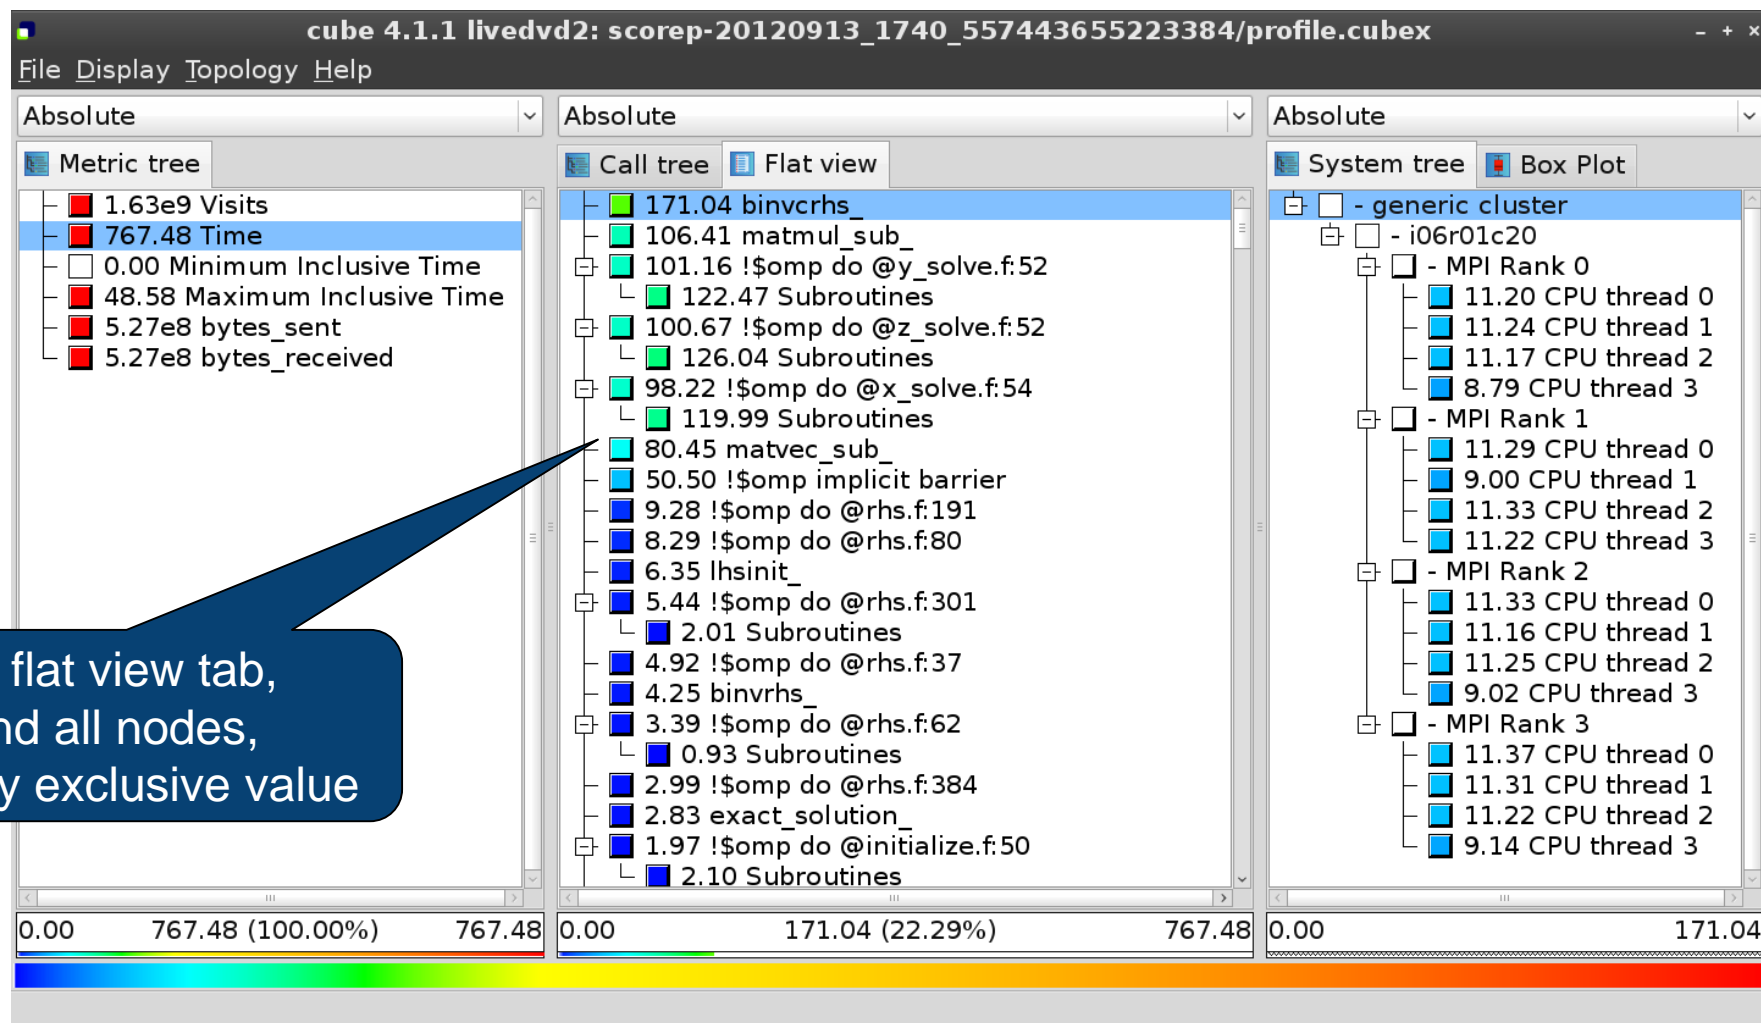 cube 4.1.1 livedvd2: scorep-20120913_1740_557443655223384/profile.cubex
File Display Topology Help
Absolute
Metric tree
1.63e9 Visits
767.48 Time
0.00 Minimum Inclusive Time
48.58 Maximum Inclusive Time
5.27e8 bytes_sent
5.27e8 bytes_received
flat view tab,
all nodes,
exclusive value
0.00 767.48 (100.00%) 767.48
Absolute
Call tree Flat view
171.04 binvcrhs_
106.41 matmul_sub_
101.16 !$omp do @y_solve.f:52
122.47 Subroutines
100.67 !$omp do @z_solve.f:52
126.04 Subroutines
98.22 !$omp do @x_solve.f:54
119.99 Subroutines
80.45 matvec_sub_
50.50 !$omp implicit barrier
9.28 !$omp do @rhs.f:191
8.29 !$omp do @rhs.f:80
6.35 lhsinit_
5.44 !$omp do @rhs.f:301
2.01 Subroutines
4.92 !$omp do @rhs.f:37
4.25 binvrhs_
3.39 !$omp do @rhs.f:62
0.93 Subroutines
2.99 !$omp do @rhs.f:384
2.83 exact_solution_
1.97 !$omp do @initialize.f:50
2.10 Subroutines
0.00 171.04 (22.29%) 767.48
Absolute
System tree Box Plot
- generic cluster
- i06r01c20
- MPI Rank 0
11.20 CPU thread 0
11.24 CPU thread 1
11.17 CPU thread 2
8.79 CPU thread 3
- MPI Rank 1
11.29 CPU thread 0
9.00 CPU thread 1
11.33 CPU thread 2
11.22 CPU thread 3
- MPI Rank 2
11.33 CPU thread 0
11.16 CPU thread 1
11.25 CPU thread 2
9.02 CPU thread 3
- MPI Rank 3
11.37 CPU thread 0
11.31 CPU thread 1
11.22 CPU thread 2
9.14 CPU thread 3
0.00 171.04